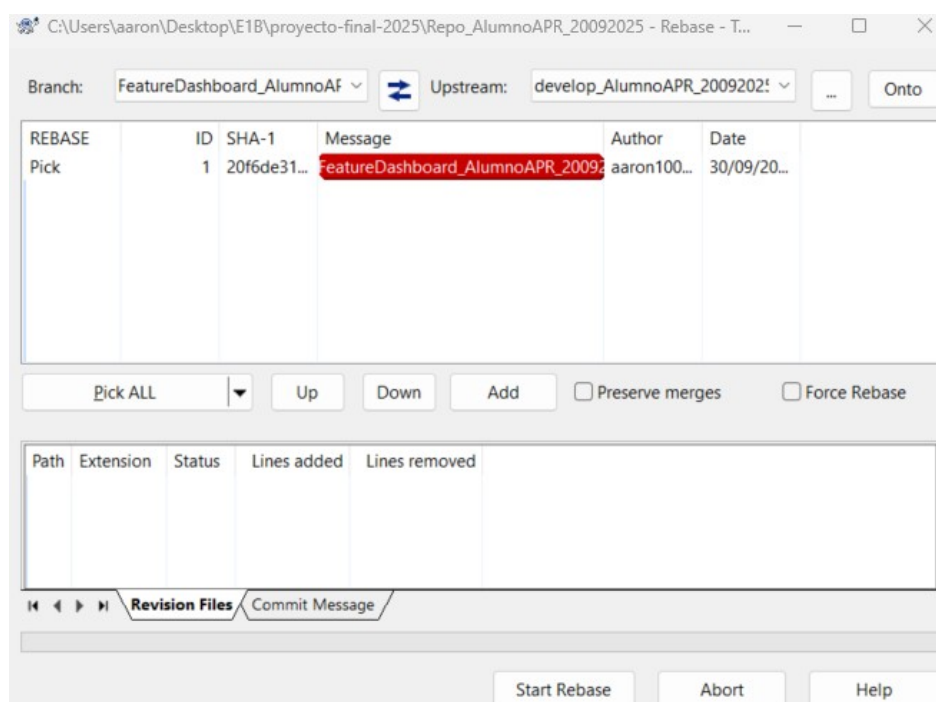 C:\Users\aaron\Desktop\E1B\proyecto-final-2025\Repo_AlumnoAPR_20092025 - Rebase - T...
Branch: FeatureDashboard_AlumnoAF Upstream: develop_AlumnoAPR_20092025 ... Onto
REBASE ID SHA-1 Message Author Date
Pick 1 20f6de31... FeatureDashboard_AlumnoAPR_20092 aaron100... 30/09/20...
Pick ALL Up Down Add Preserve merges Force Rebase
Path Extension Status Lines added Lines removed
Revision Files Commit Message
Start Rebase Abort Help